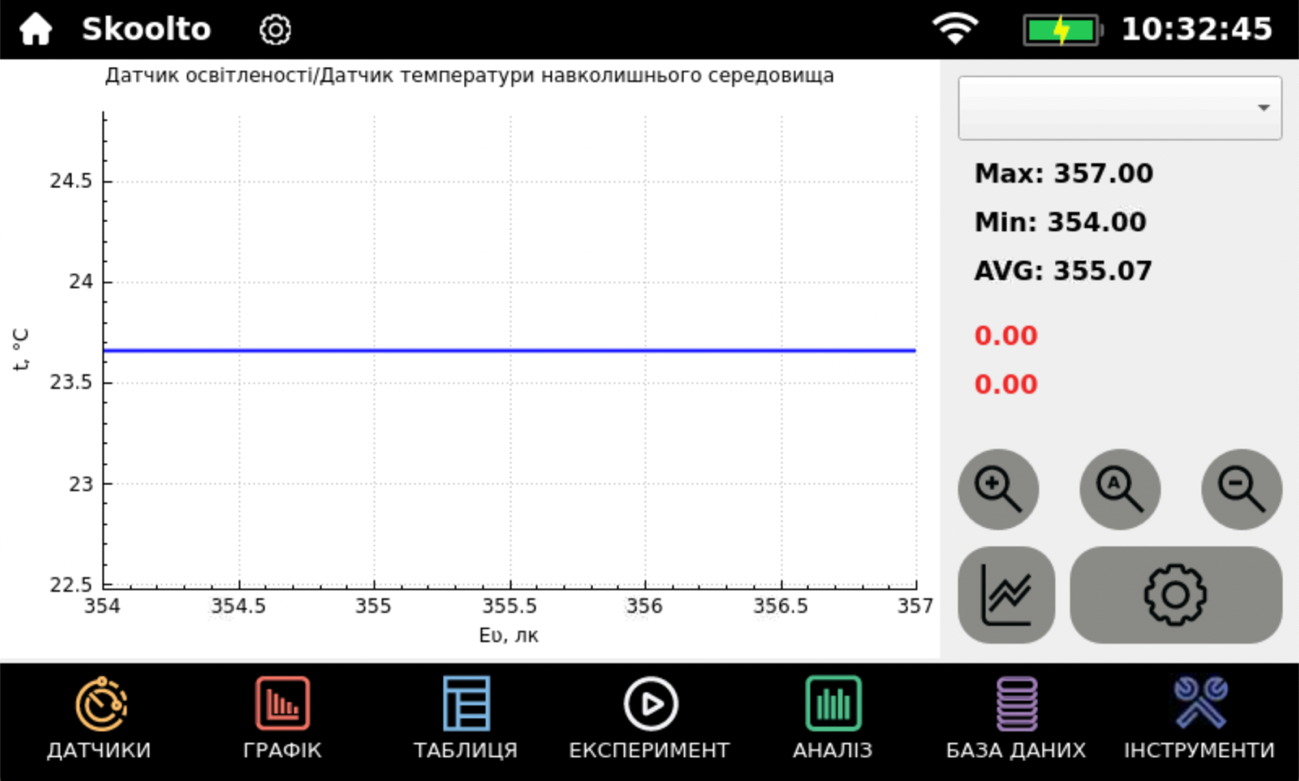 Skoolto 10:32:45
Датчик освітленості/Датчик температури навколишнього середовища
Max: 357.00
Min: 354.00
AVG: 355.07
0.00
0.00
24.5
24
23.5
23
22.5
t, °C
354 354.5 355 355.5 356 356.5 357
Eυ, лк
A
ДАТЧИКИ ГРАФІК ТАБЛИЦЯ ЕКСПЕРИМЕНТ АНАЛІЗ БАЗА ДАНИХ ІНСТРУМЕНТИ